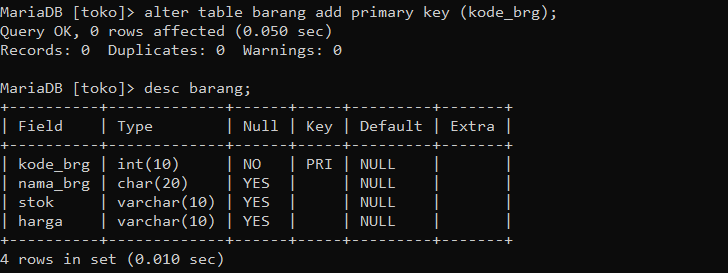 MariaDB [toko]> alter table barang add primary key (kode_brg);
Query OK, 0 rows affected (0.050 sec)
Records: 0  Duplicates: 0  Warnings: 0

MariaDB [toko]> desc barang;
+----------+-------------+------+-----+---------+-------+
| Field    | Type        | Null | Key | Default | Extra |
+----------+-------------+------+-----+---------+-------+
| kode_brg | int(10)     | NO   | PRI | NULL    |       |
| nama_brg | char(20)    | YES  |     | NULL    |       |
| stok     | varchar(10) | YES  |     | NULL    |       |
| harga    | varchar(10) | YES  |     | NULL    |       |
+----------+-------------+------+-----+---------+-------+
4 rows in set (0.010 sec)